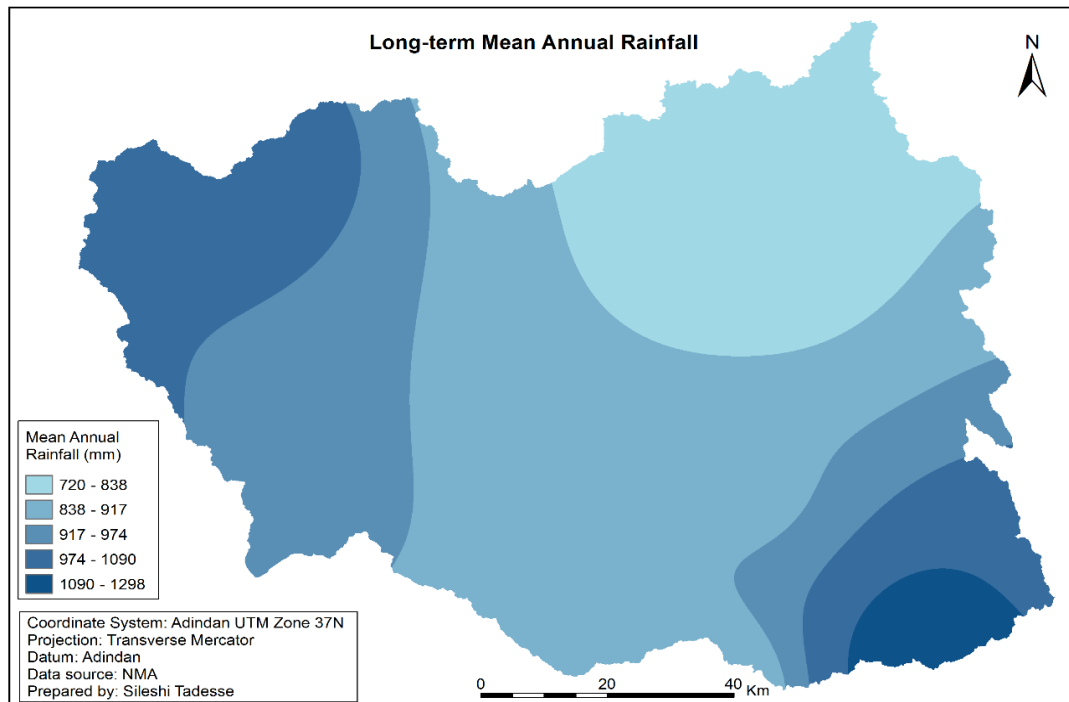 Long-term Mean Annual Rainfall
N
Mean Annual
Rainfall (mm)
720 - 838
838 - 917
917 - 974
974 - 1090
1090 - 1298
Coordinate System: Adindan UTM Zone 37N
Projection: Transverse Mercator
Datum: Adindan
Data source: NMA
Prepared by: Sileshi Tadesse
0 20 40 Km